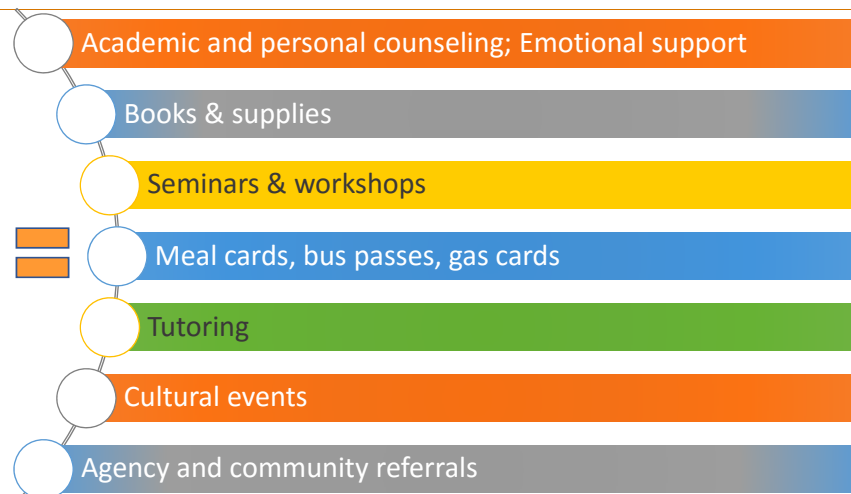 Academic and personal counseling; Emotional support
Books & supplies
Seminars & workshops
Meal cards, bus passes, gas cards
Tutoring
Cultural events
Agency and community referrals